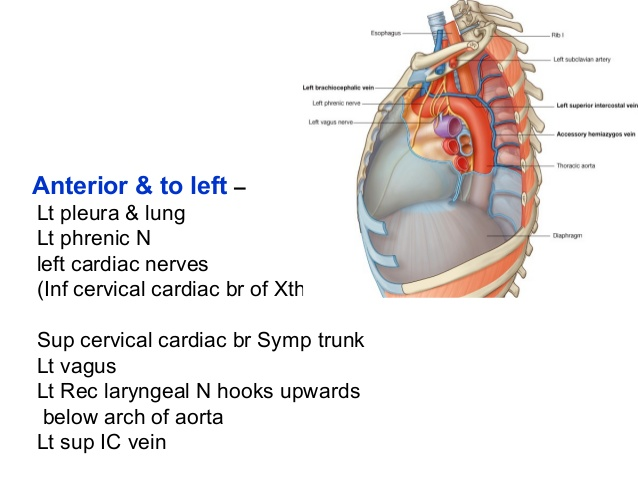 Esophagus
Rib I
Left subclavian artery
Left brachiocephalic vein
Left phrenic nerve
Left superior intercostal vein
Left vagus nerve
Accessory hemiazygos vein
Thoracic aorta
Diaphragm
Anterior & to left –
Lt pleura & lung
Lt phrenic N
left cardiac nerves
(Inf cervical cardiac br of Xth
Sup cervical cardiac br Symp trunk
Lt vagus
Lt Rec laryngeal N hooks upwards
below arch of aorta
Lt sup IC vein